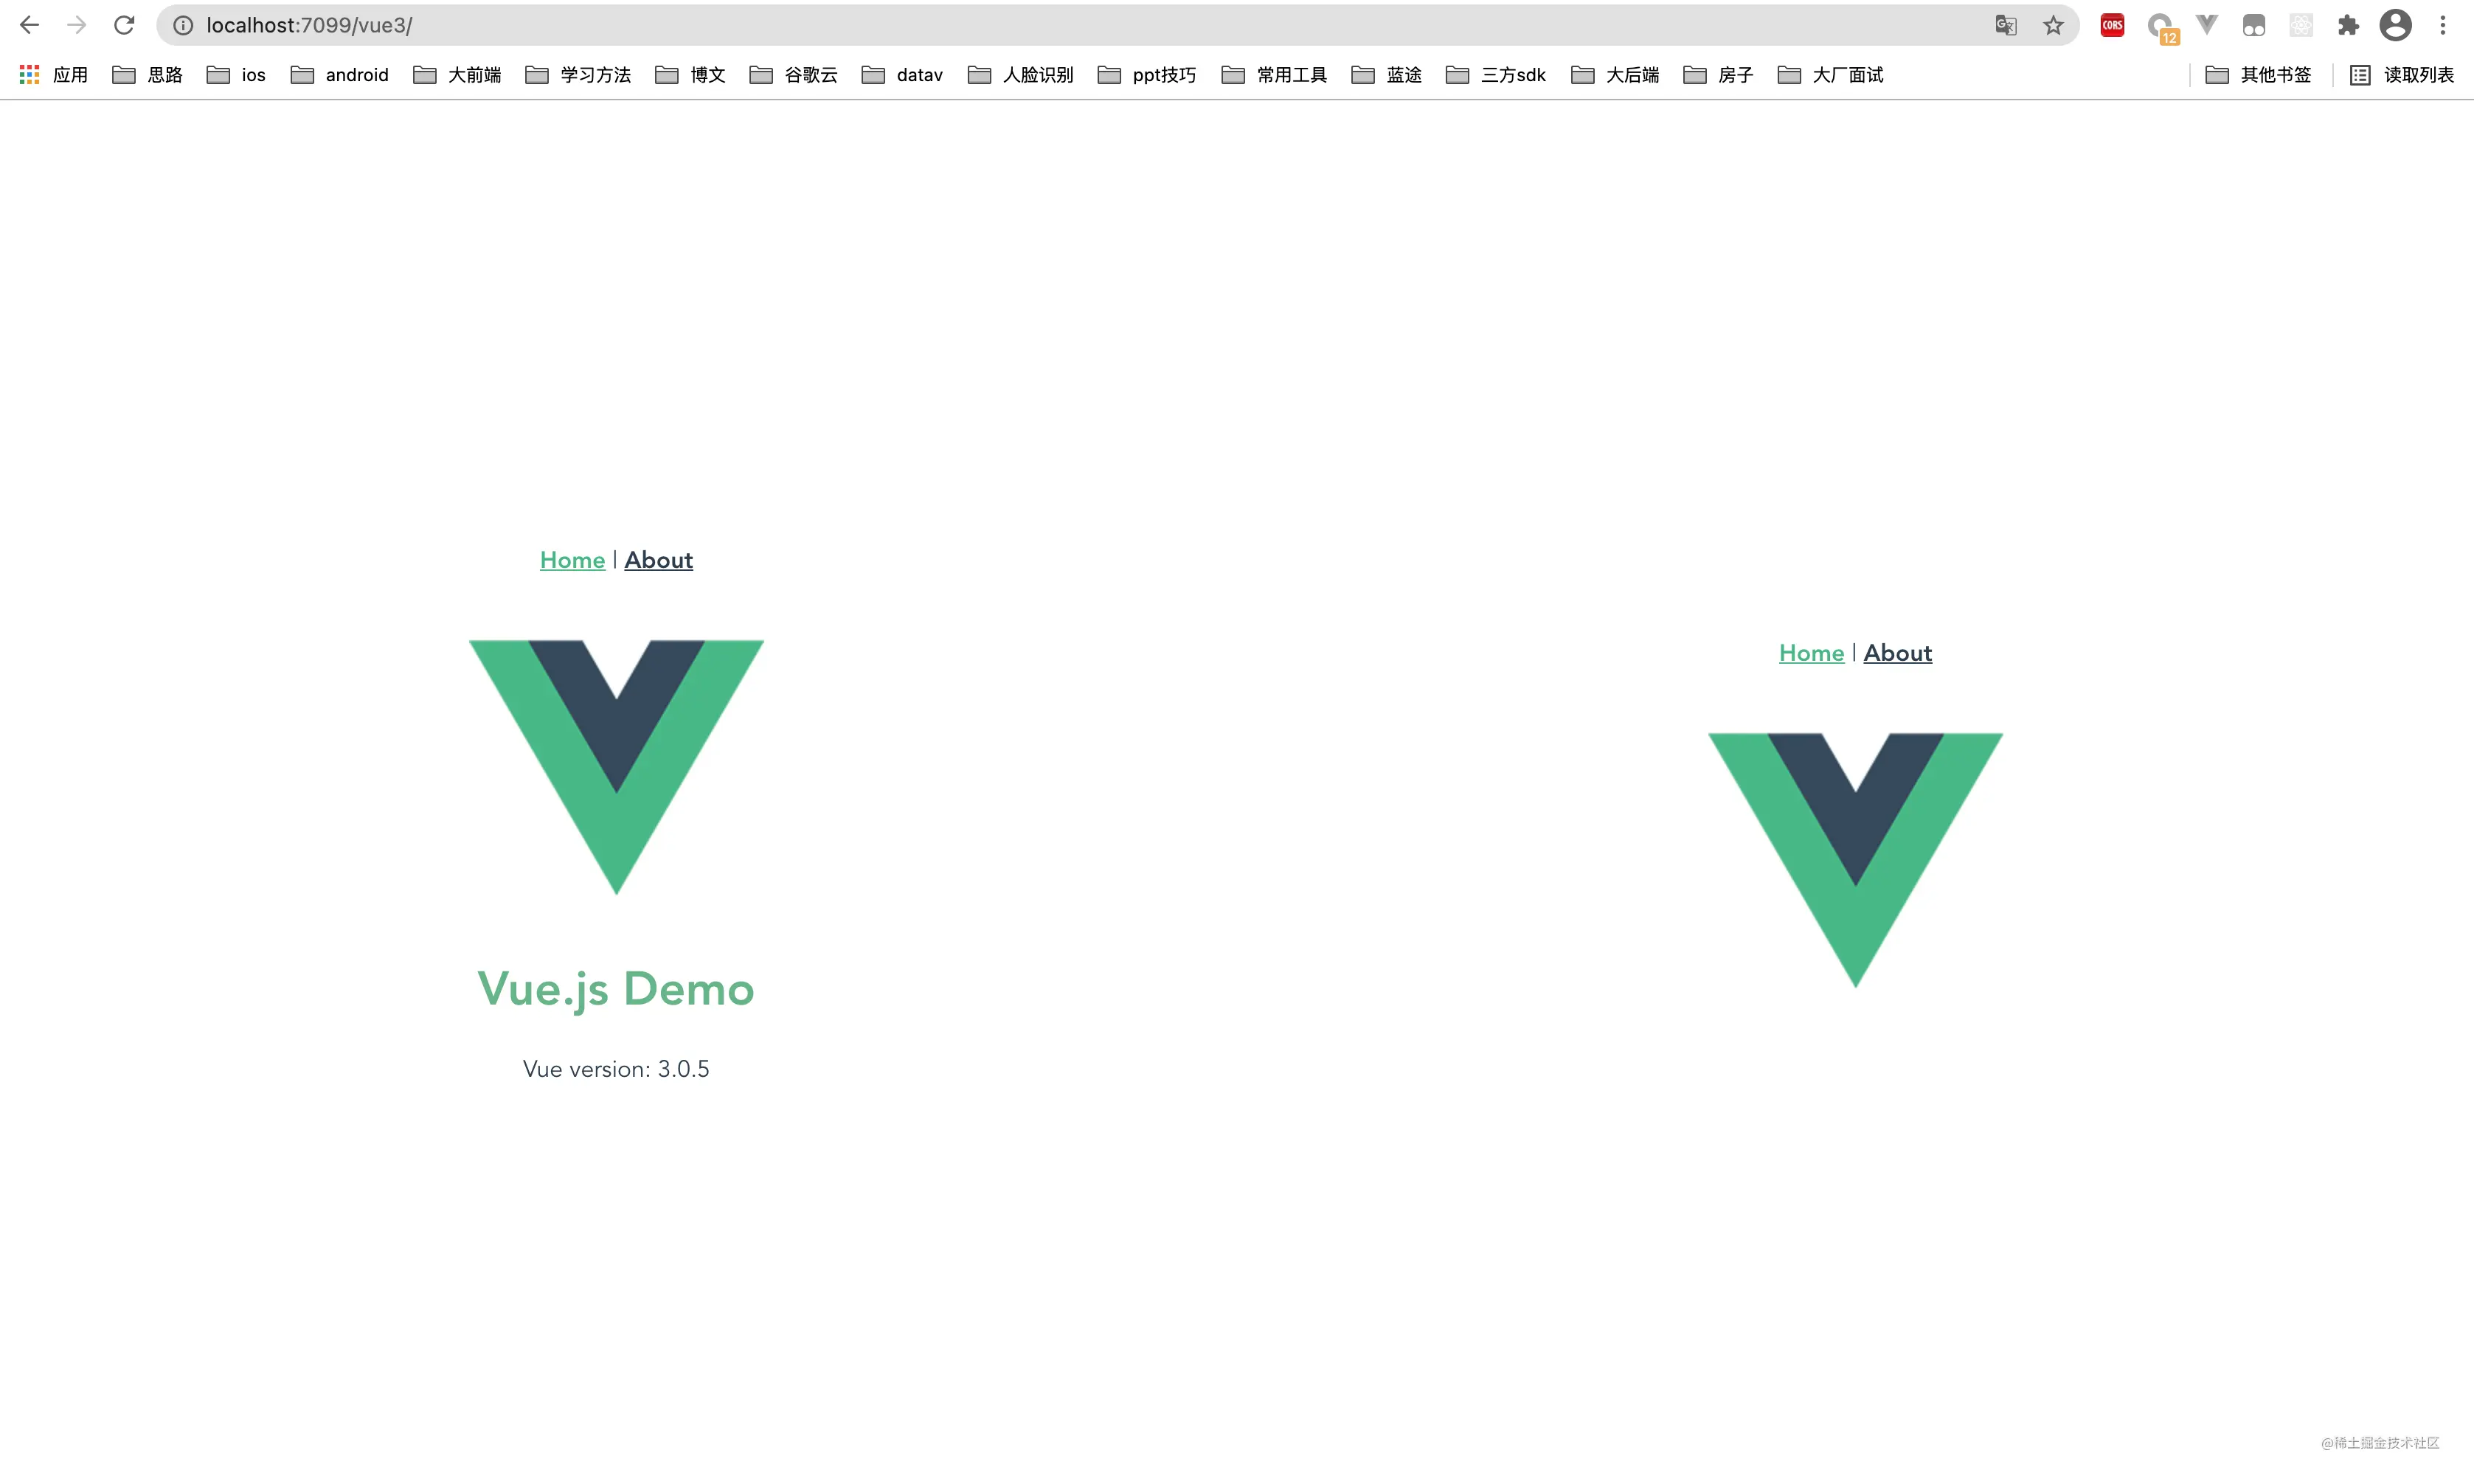 localhost:7099/vue3/
CORS
12
应用 思路 ios android 大前端 学习方法 博文 谷歌云 datav 人脸识别 ppt技巧 常用工具 蓝途 三方sdk 大后端 房子 大厂面试 其他书签 读取列表
Home | About
Vue.js Demo
Vue version: 3.0.5
Home | About
@稀土掘金技术社区